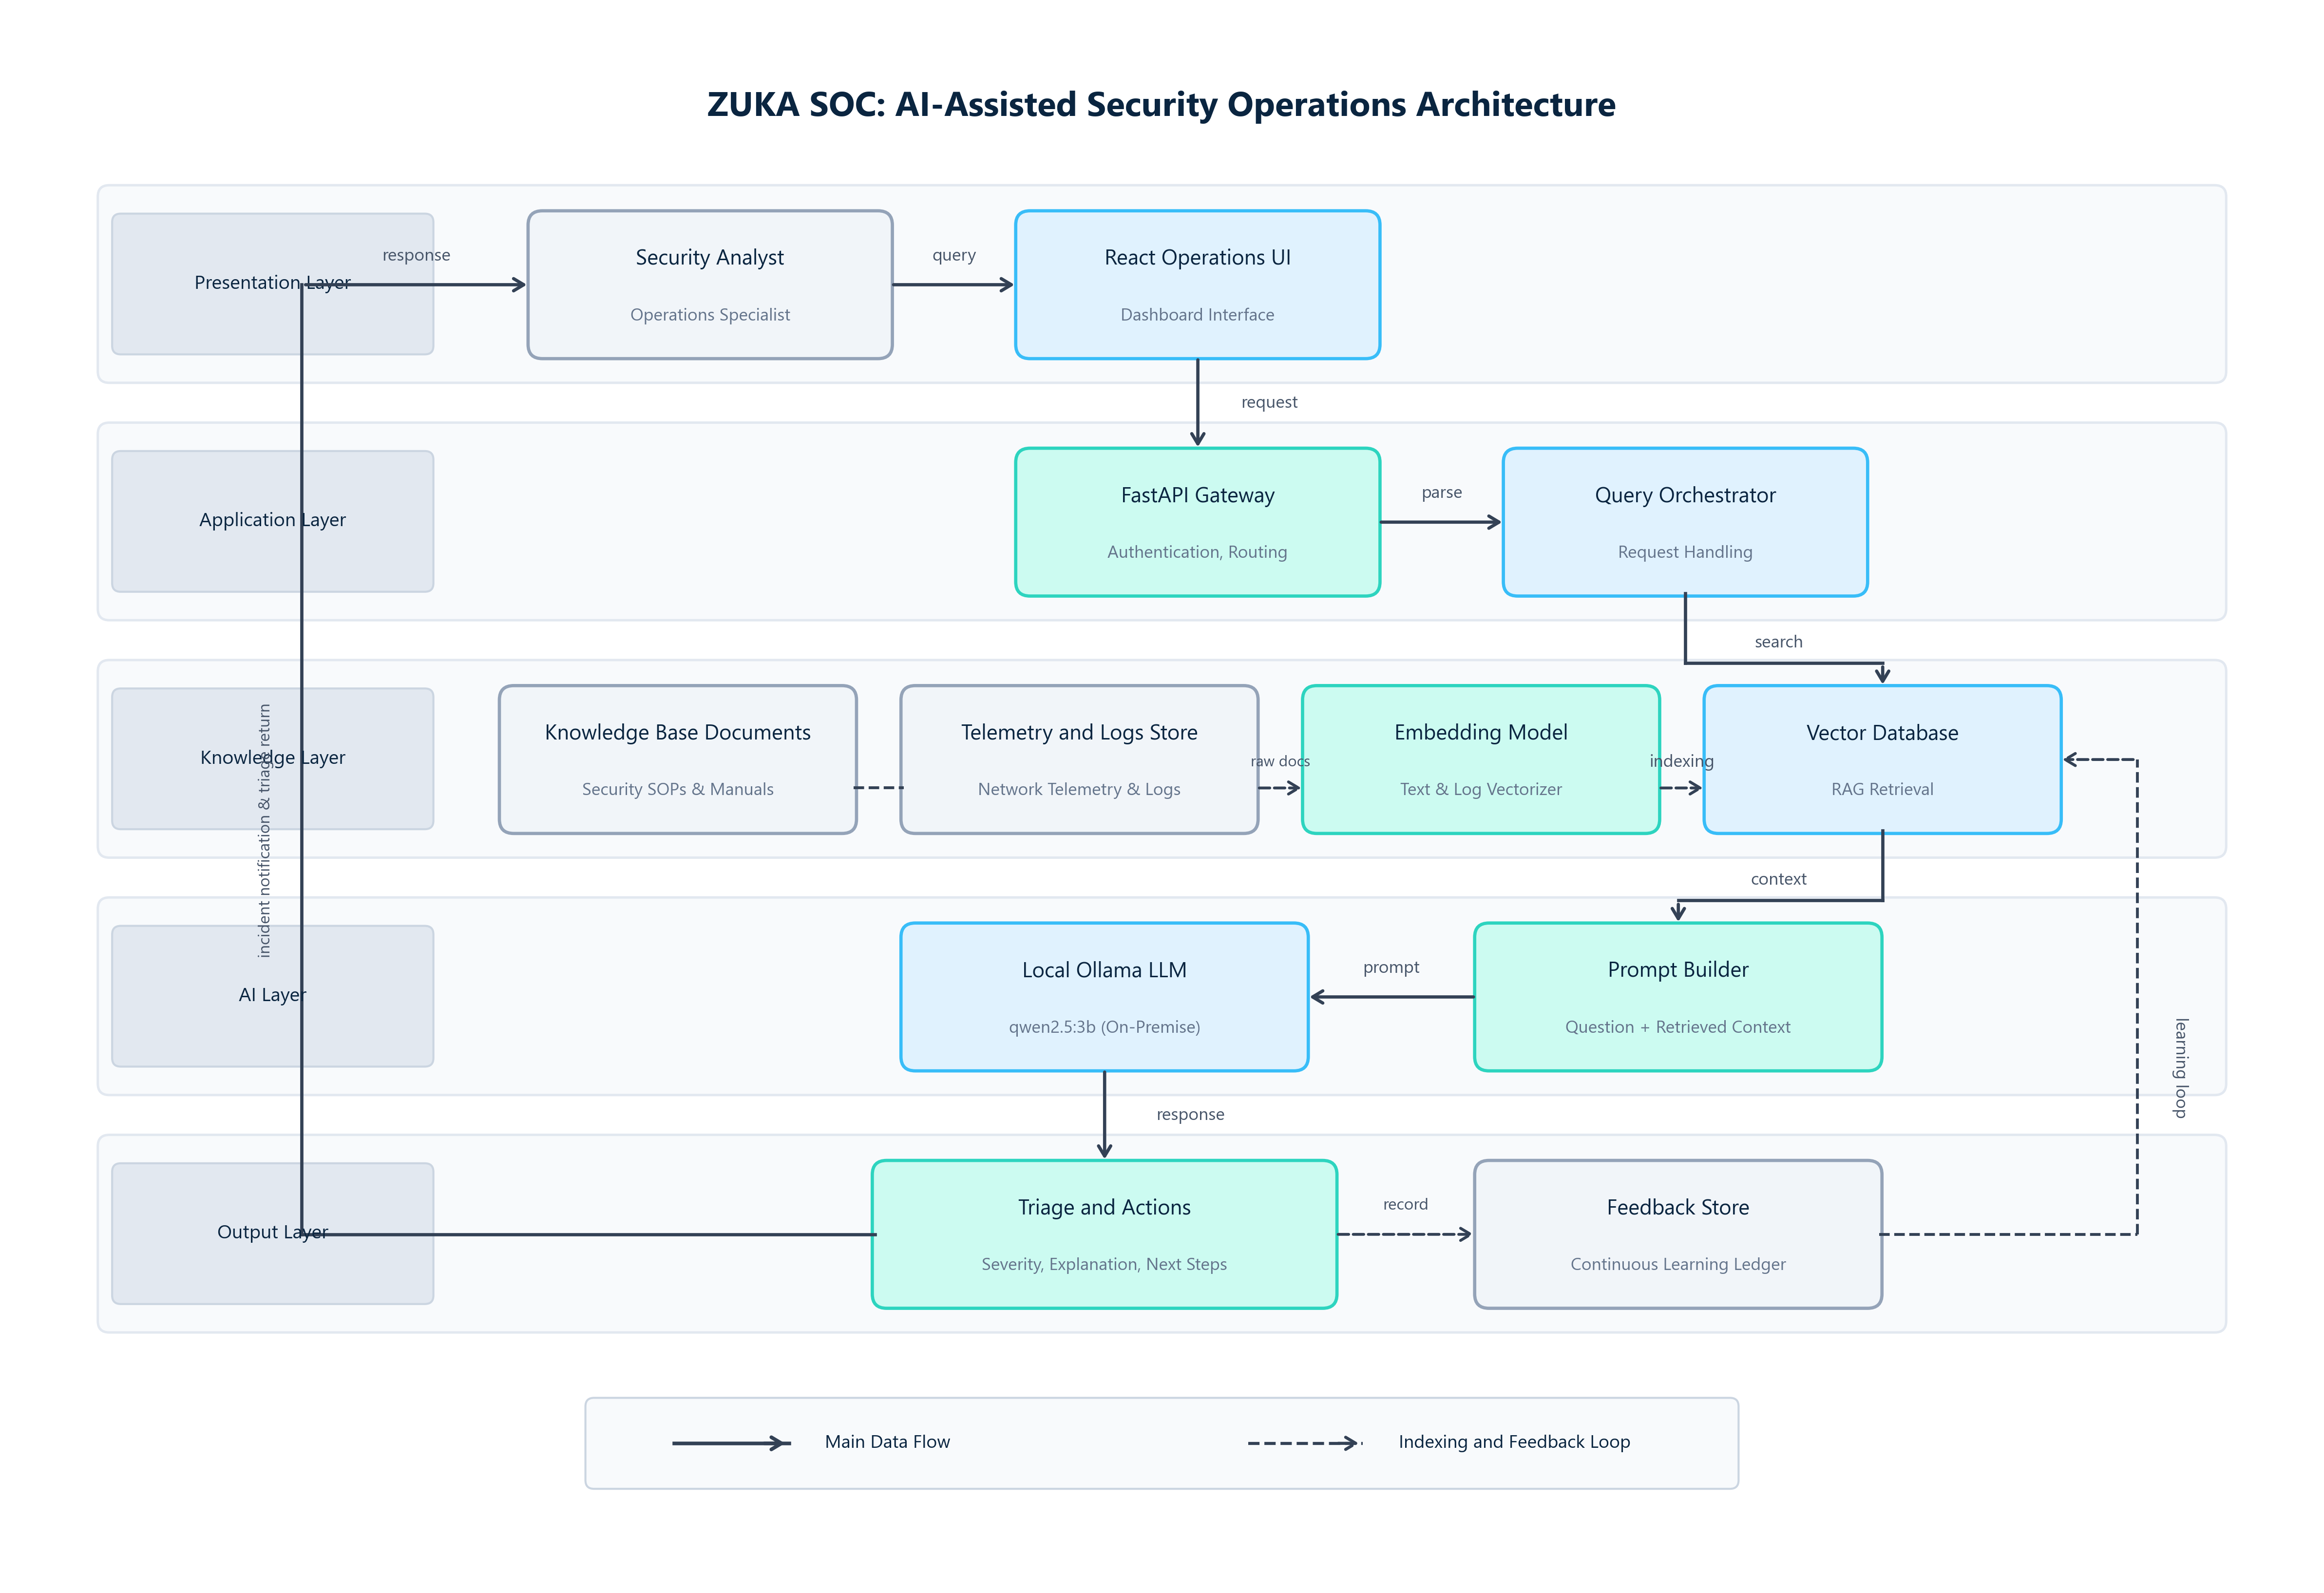 ZUKA SOC: AI-Assisted Security Operations Architecture
Presentation Layer
response
Security Analyst
Operations Specialist
query
React Operations UI
Dashboard Interface
request
Application Layer
FastAPI Gateway
Authentication, Routing
parse
Query Orchestrator
Request Handling
search
Knowledge Layer
Knowledge Base Documents
Security SOPs & Manuals
Telemetry and Logs Store
Network Telemetry & Logs
raw docs
Embedding Model
Text & Log Vectorizer
indexing
Vector Database
RAG Retrieval
incident notification & triage return
context
AI Layer
Local Ollama LLM
qwen2.5:3b (On-Premise)
prompt
Prompt Builder
Question + Retrieved Context
learning loop
response
Output Layer
Triage and Actions
Severity, Explanation, Next Steps
record
Feedback Store
Continuous Learning Ledger
Main Data Flow
Indexing and Feedback Loop